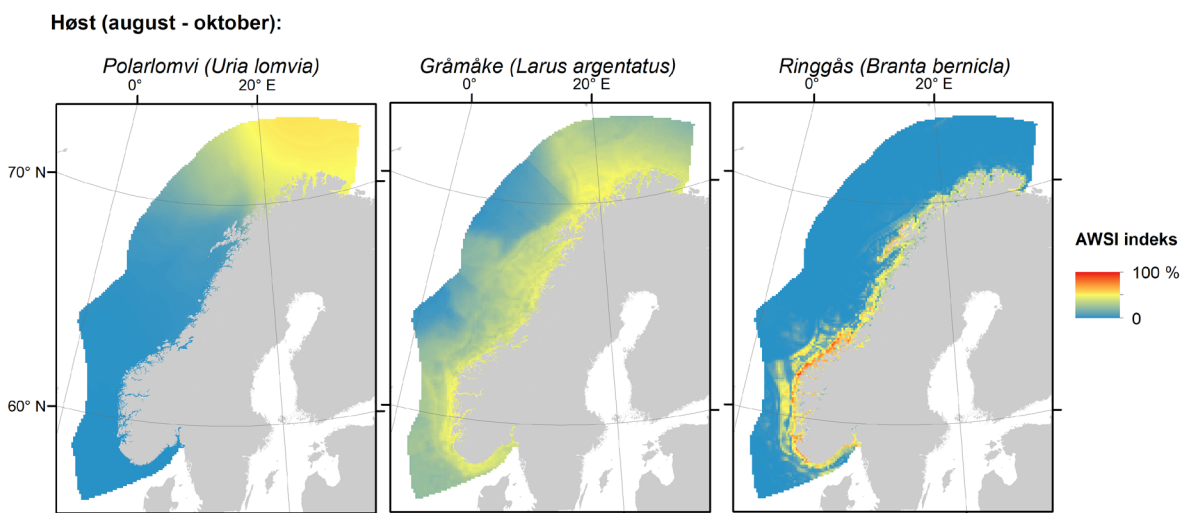 Høst (august - oktober):
Polarlomvi (Uria lomvia)
Gråmåke (Larus argentatus)
Ringgås (Branta bernicla)
0° 20° E
0° 20° E
0° 20° E
70° N
60° N
AWSI indeks
100 %
0